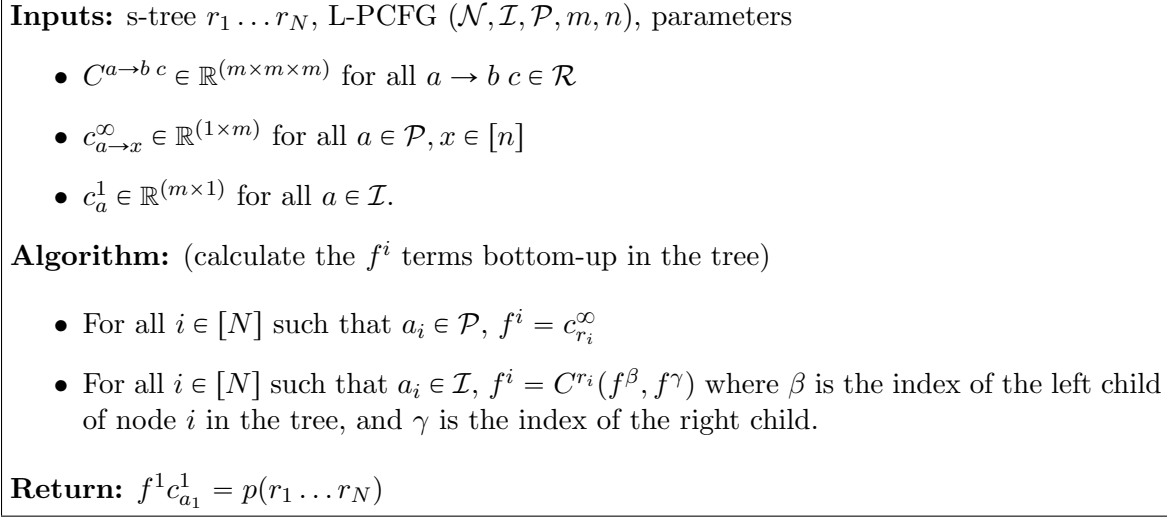 Inputs: s-tree r₁ … r_N, L-PCFG (𝒩, ℐ, 𝒫, m, n), parameters
• C^{a→b c} ∈ ℝ^{(m×m×m)} for all a → b c ∈ ℛ
• c^∞_{a→x} ∈ ℝ^{(1×m)} for all a ∈ 𝒫, x ∈ [n]
• c^1_a ∈ ℝ^{(m×1)} for all a ∈ ℐ.
Algorithm: (calculate the f^i terms bottom-up in the tree)
• For all i ∈ [N] such that a_i ∈ 𝒫, f^i = c^∞_{r_i}
• For all i ∈ [N] such that a_i ∈ ℐ, f^i = C^{r_i}(f^β, f^γ) where β is the index of the left child
of node i in the tree, and γ is the index of the right child.
Return: f^1 c^1_{a_1} = p(r₁ … r_N)